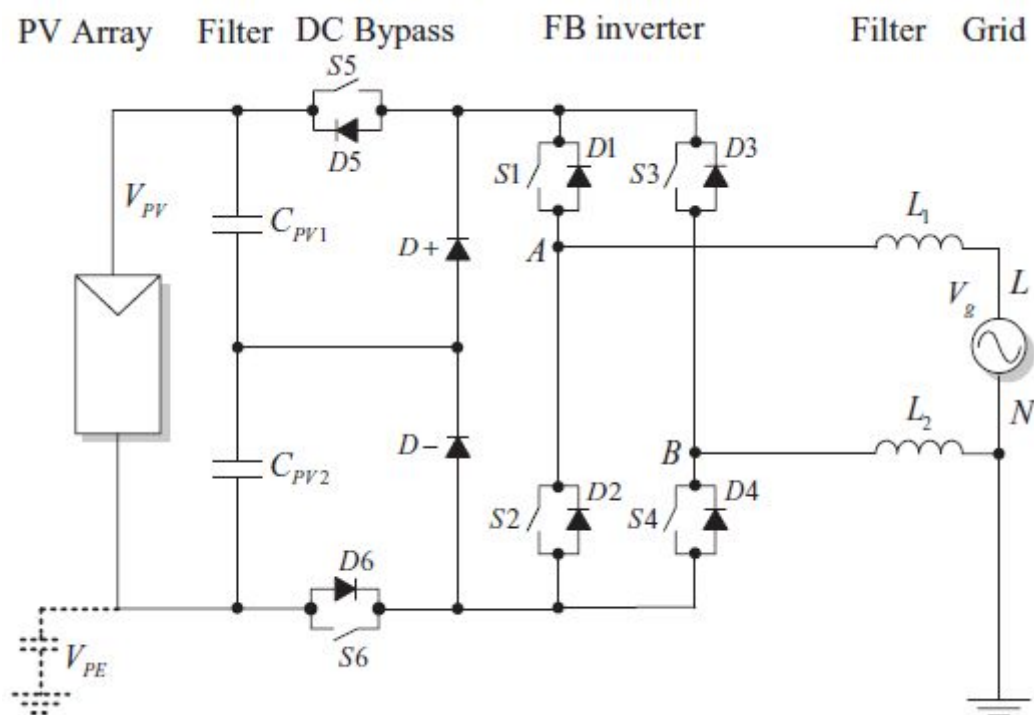 PV Array Filter DC Bypass FB inverter Filter Grid
S5
D5
V_PV
C_PV1
D+
S1 D1 S3 D3
A
L_1
V_g L
C_PV2
D−
B
L_2
N
S2 D2 S4 D4
D6
S6
V_PE